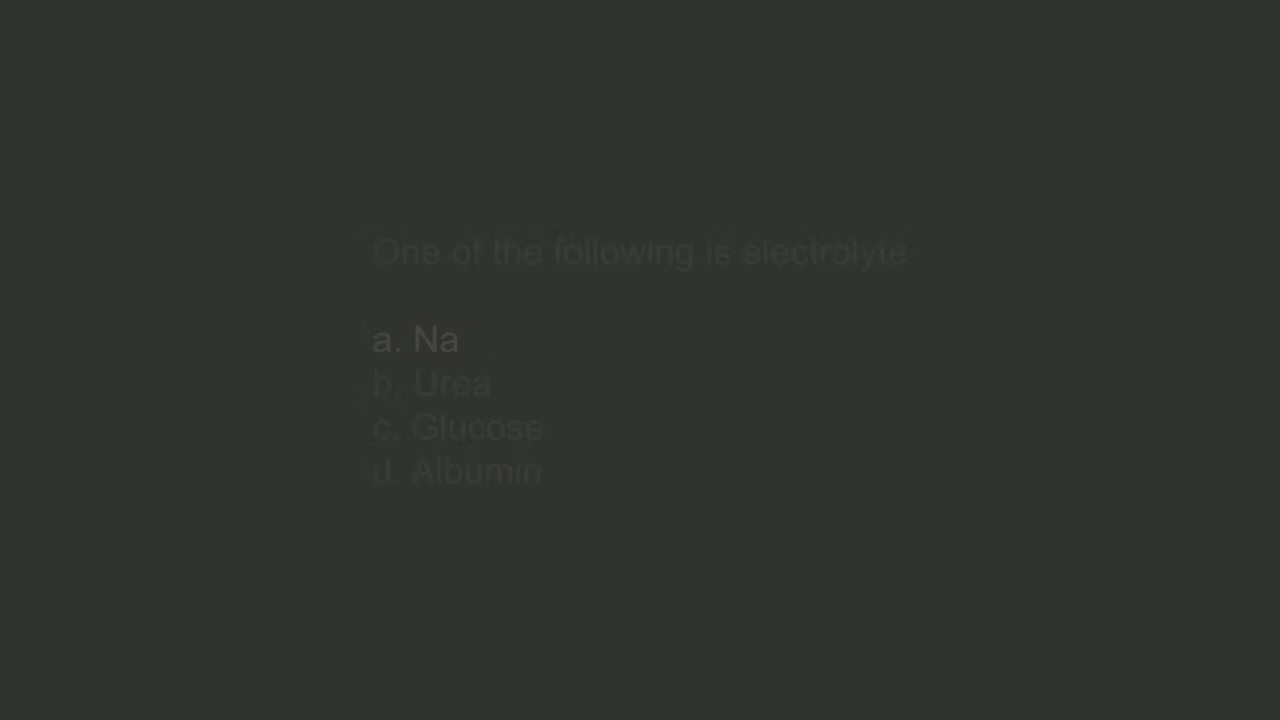 One of the following is electrolyte
a. Na
b. Urea
c. Glucose
d. Albumin